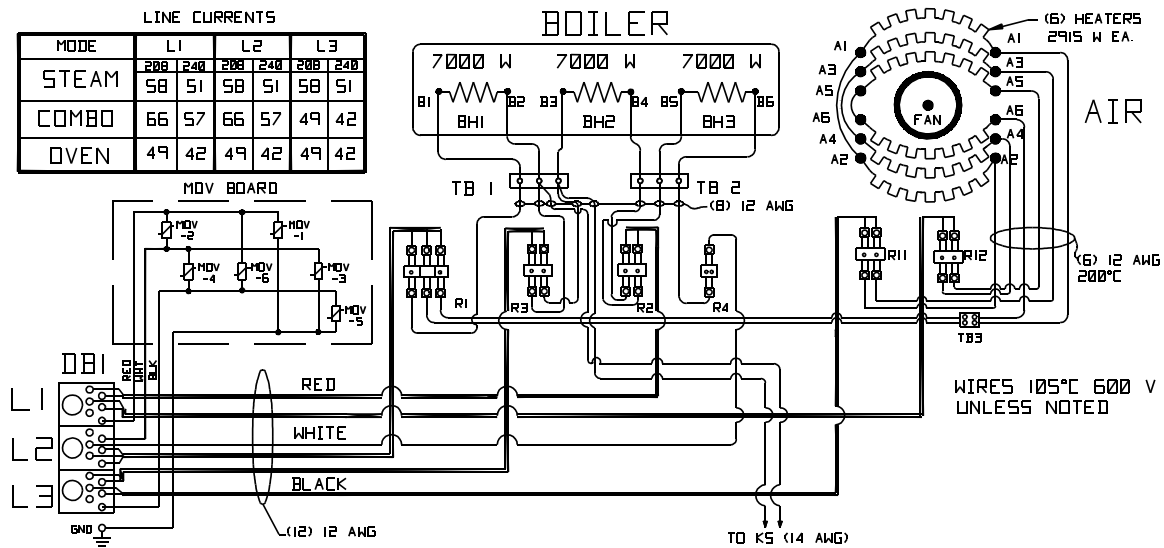 LINE CURRENTS
MODE L1 L2 L3
208 240 208 240 208 240
STEAM 58 51 58 51 58 51
COMBO 66 57 66 57 49 42
OVEN 49 42 49 42 49 42
BOILER
7000 W 7000 W 7000 W
B1 B2 B3 B4 B5 B6
BH1 BH2 BH3
TB 1 TB 2
(8) 12 AWG
(6) HEATERS
2915 W EA.
A1 A1
A3 A3
A5 A5
A6 A6
A4 A4
A2 A2
FAN
AIR
MOV BOARD
MOV
-2
MOV
-1
MOV
-4
MOV
-6
MOV
-3
MOV
-5
R1 R3 R2 R4
R11 R12
(6) 12 AWG
200°C
TB3
DB1
RED
WHT
BLK
L1
L2
L3
GND
RED
WHITE
BLACK
(12) 12 AWG
TO K5 (14 AWG)
WIRES 105°C 600 V
UNLESS NOTED